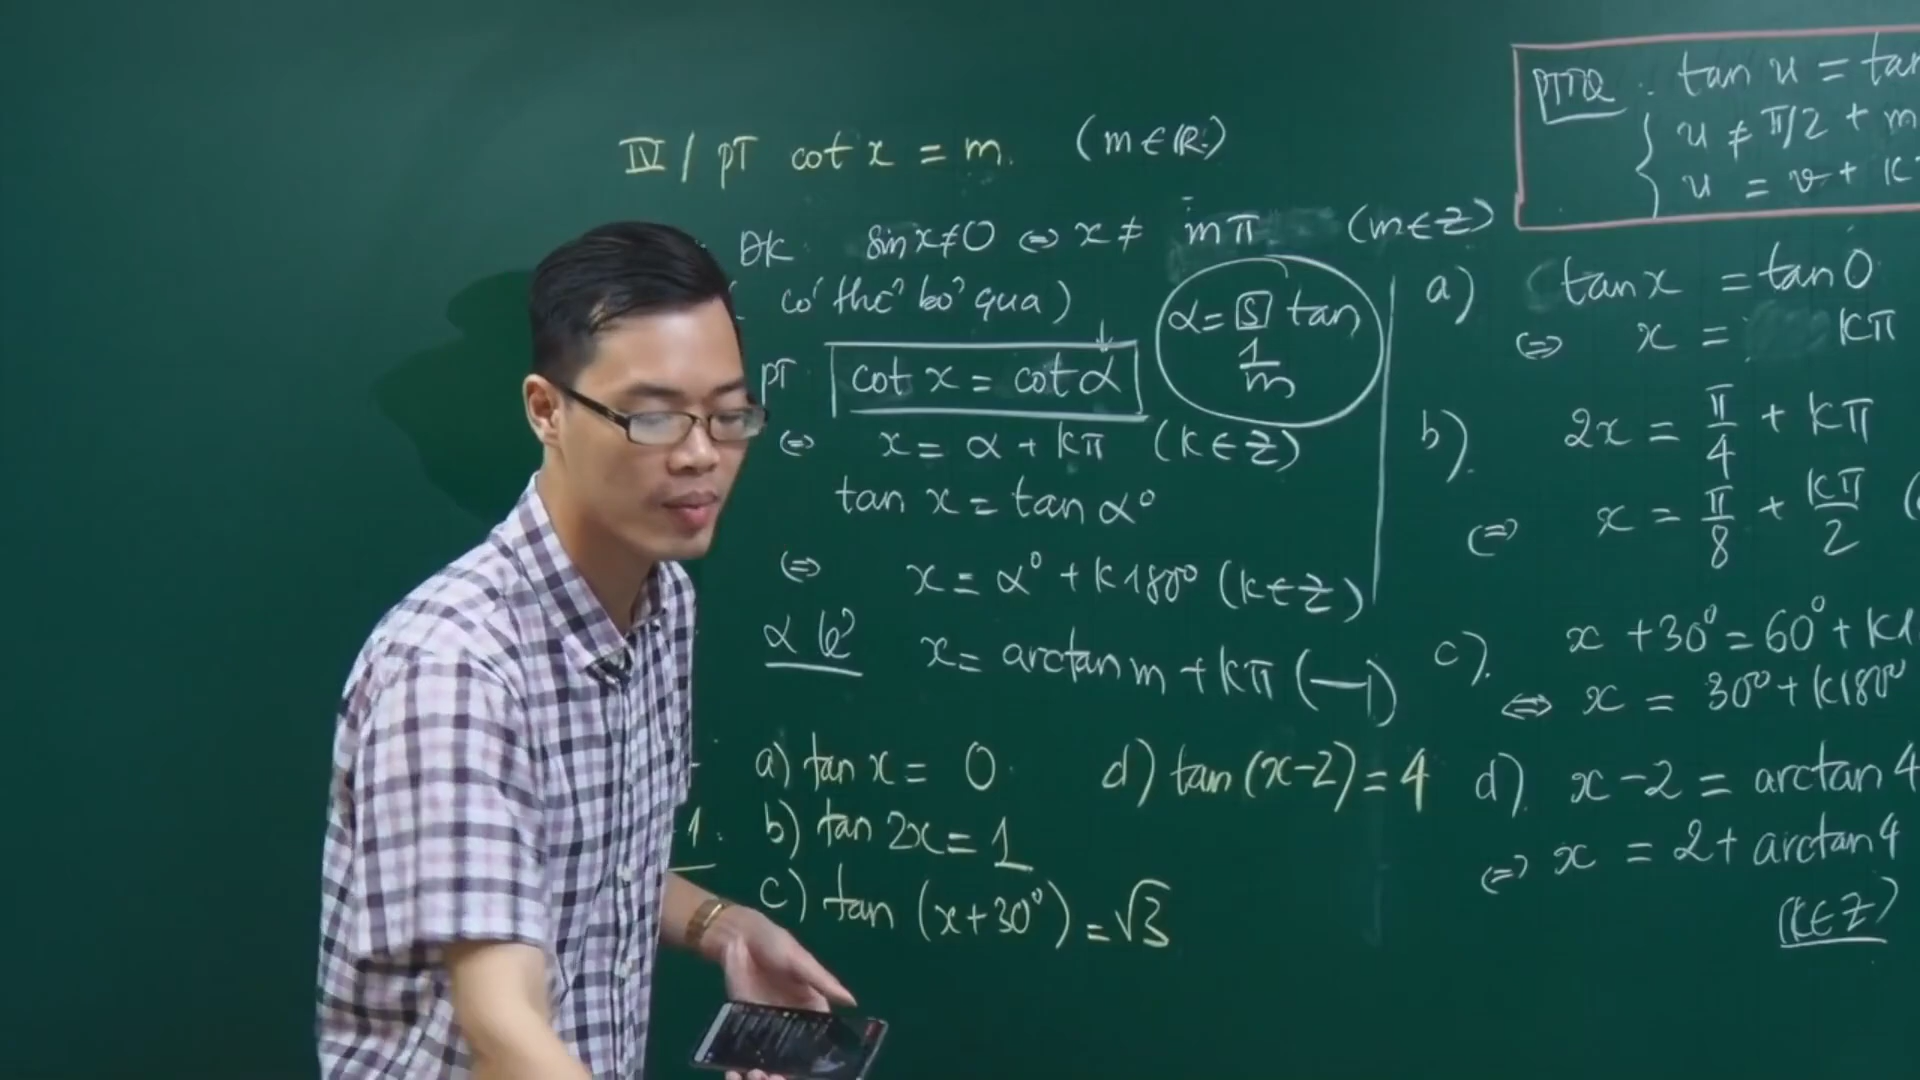 IV / pT cot x = m. (m ∈ ℝ)
ĐK: sin x ≠ 0 ⇔ x ≠ mπ (m ∈ Z)
( có thể bỏ qua)
α = S tan 1/m
pT cot x = cot α
⇔ x = α + kπ (k ∈ Z)
tan x = tan α°
⇔ x = α° + k180° (k ∈ Z)
α lẻ x = arctan m + kπ (—)
a) tan x = 0
d) tan (x-2) = 4
1. b) tan 2x = 1
c) tan (x+30°) = √3
PTTQ: tan u = tan
u ≠ π/2 + m
u = v + k
a) tan x = tan 0
⇔ x = kπ
b). 2x = π/4 + kπ
⇔ x = π/8 + kπ/2 (
c). x + 30° = 60° + k1
⇔ x = 30° + k180°
d). x - 2 = arctan 4
⇔ x = 2 + arctan 4
(k ∈ Z)